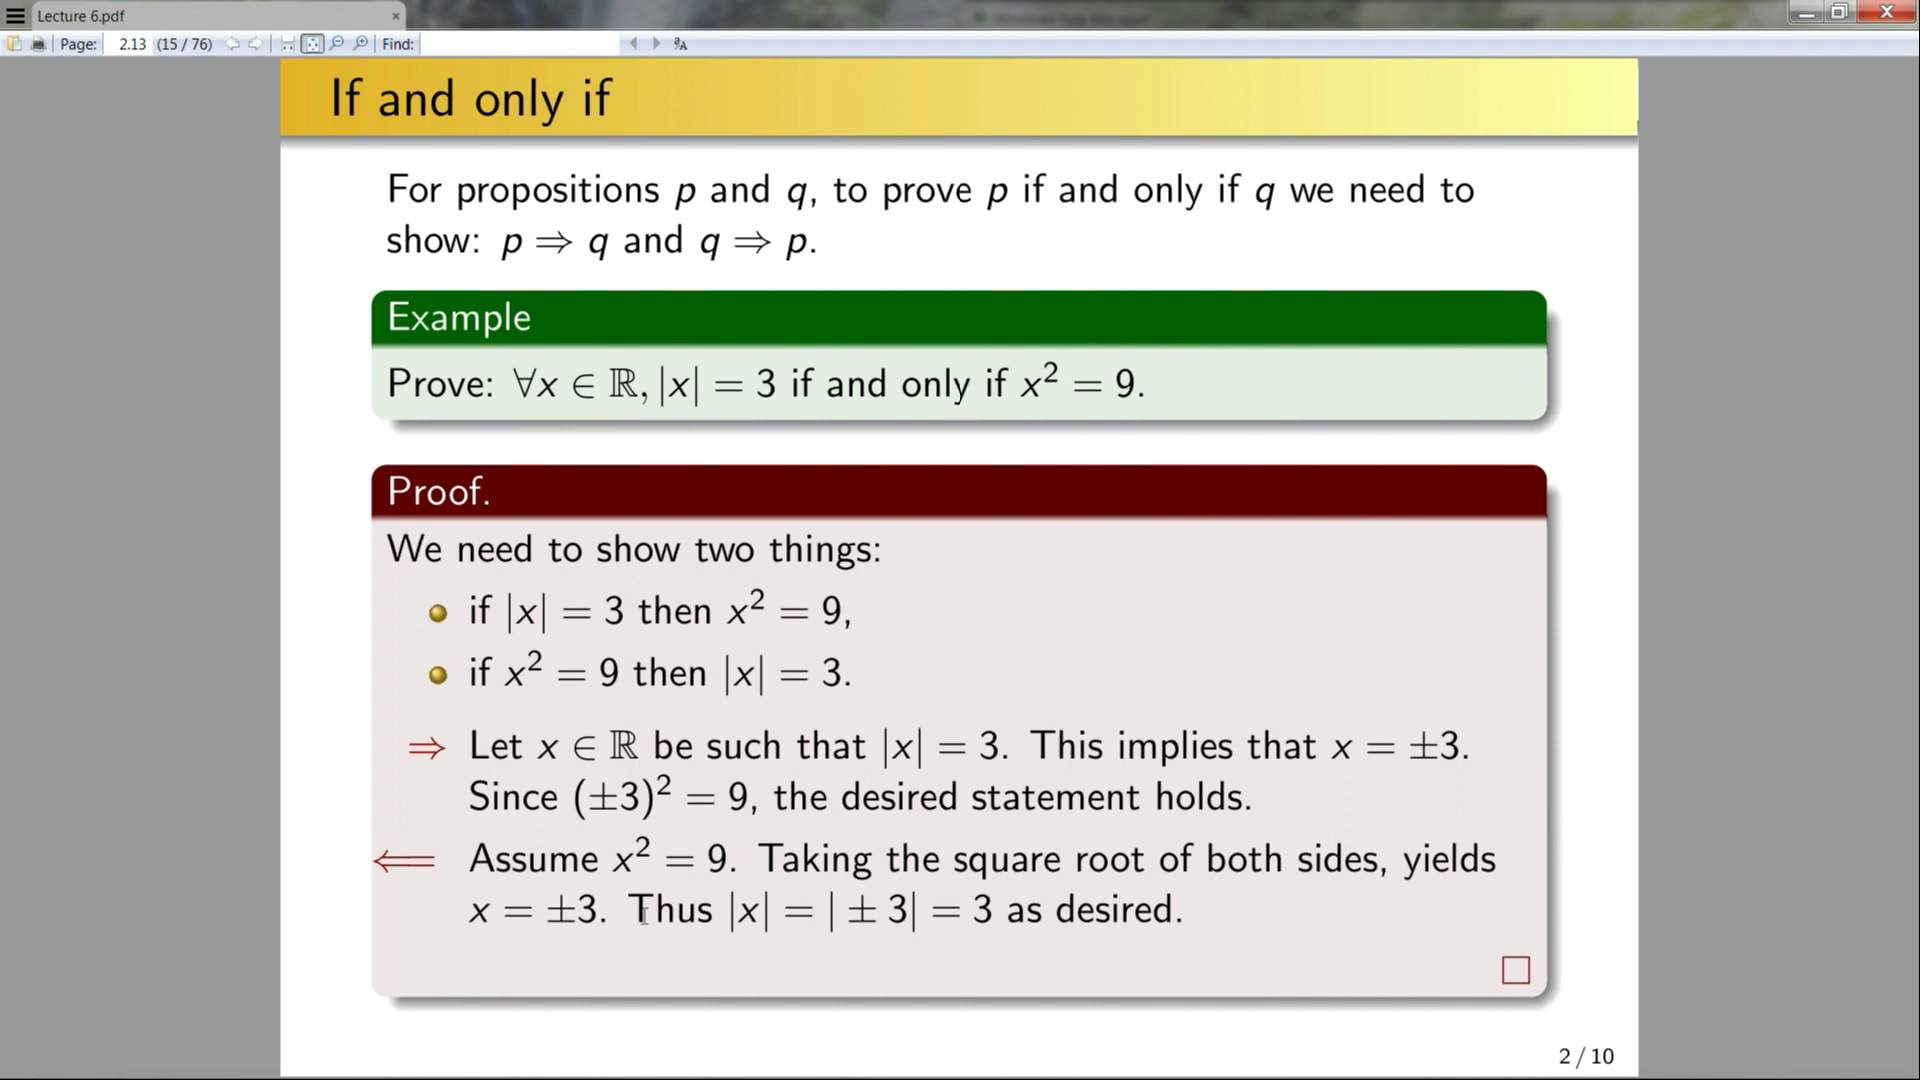 Lecture 6.pdf
Page: 2.13 (15 / 76) Find:
If and only if
For propositions p and q, to prove p if and only if q we need to
show: p ⇒ q and q ⇒ p.
Example
Prove: ∀x ∈ ℝ, |x| = 3 if and only if x² = 9.
Proof.
We need to show two things:
if |x| = 3 then x² = 9,
if x² = 9 then |x| = 3.
⇒ Let x ∈ ℝ be such that |x| = 3. This implies that x = ±3.
Since (±3)² = 9, the desired statement holds.
⟸ Assume x² = 9. Taking the square root of both sides, yields
x = ±3. Thus |x| = | ± 3| = 3 as desired.
□
2 / 10